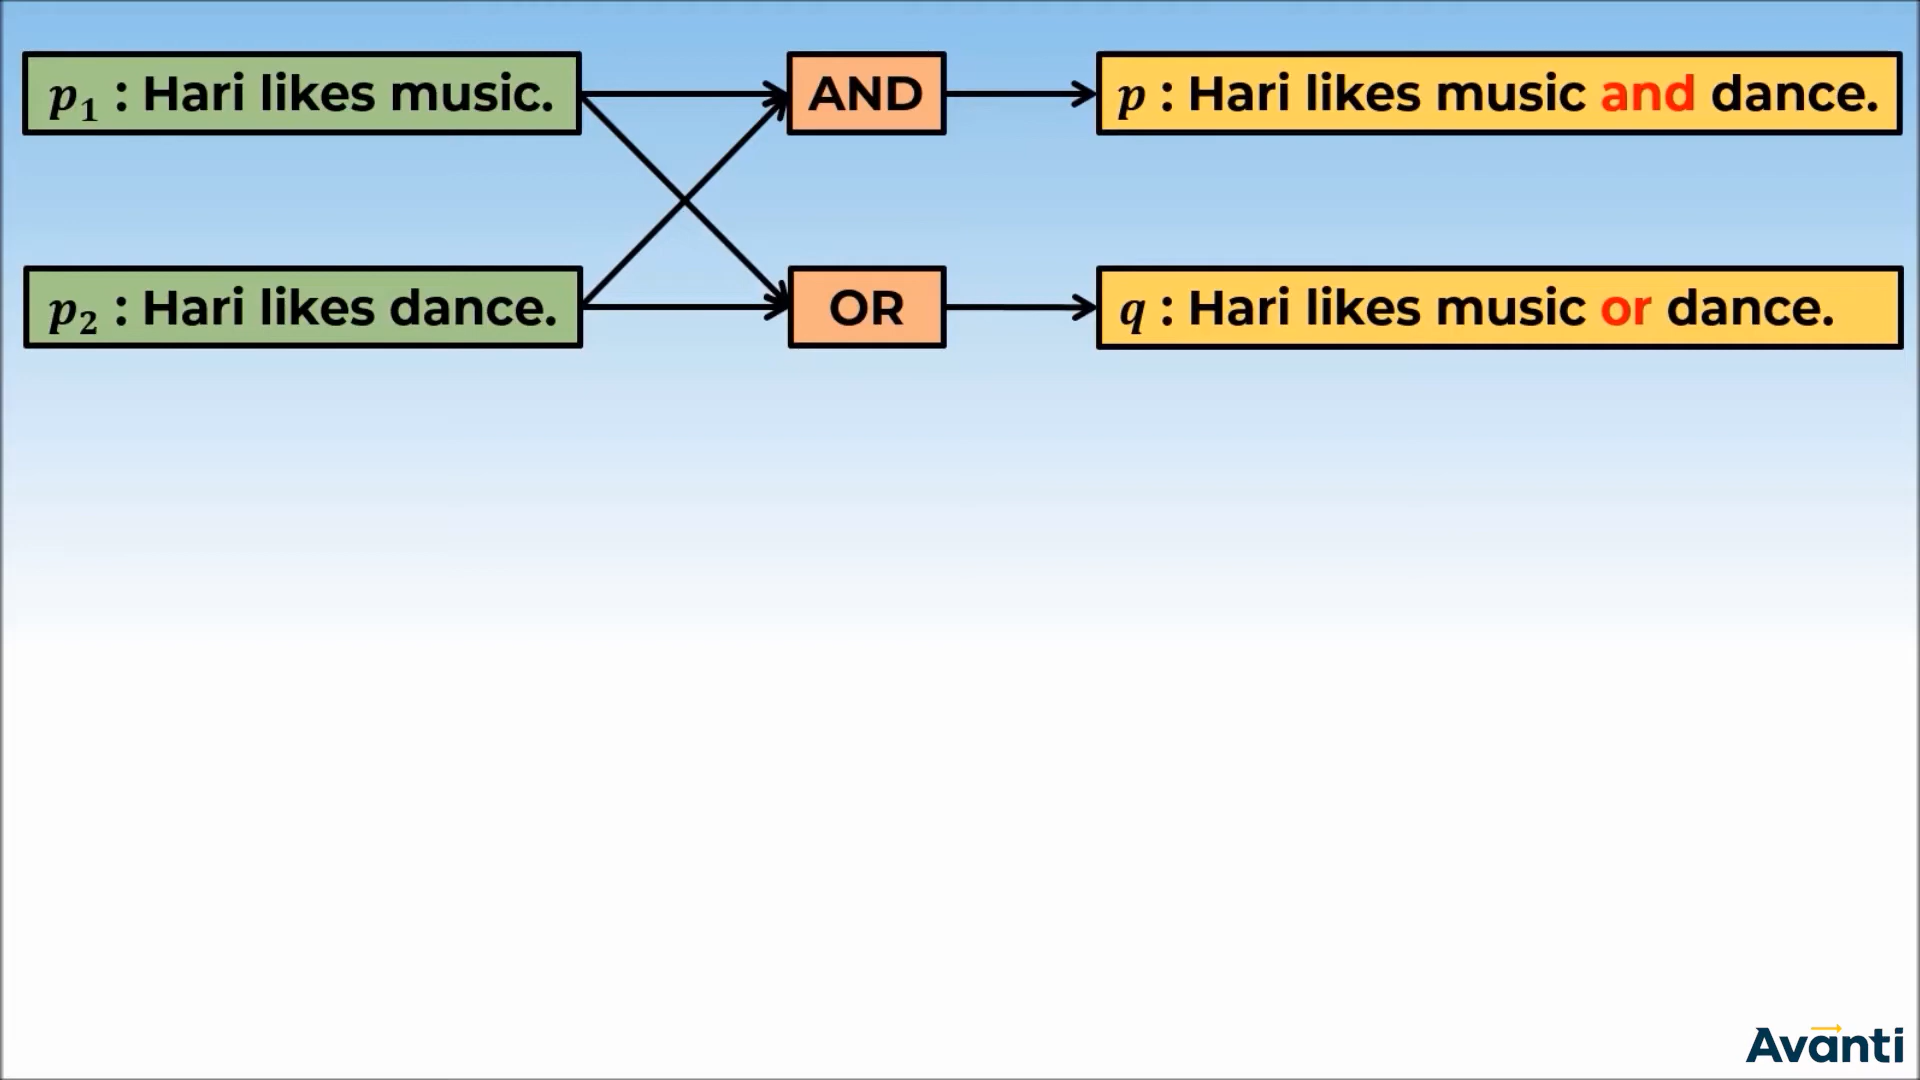 p₁ : Hari likes music.
AND
p : Hari likes music and dance.
p₂ : Hari likes dance.
OR
q : Hari likes music or dance.
Avanti